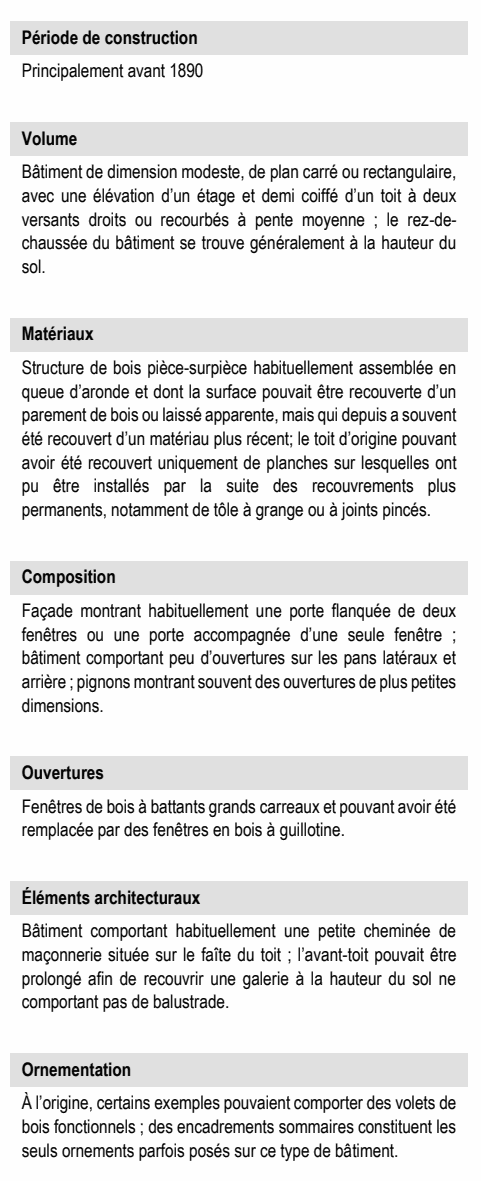 Période de construction
Principalement avant 1890
Volume
Bâtiment de dimension modeste, de plan carré ou rectangulaire,
avec une élévation d'un étage et demi coiffé d'un toit à deux
versants droits ou recourbés à pente moyenne ; le rez-de-
chaussée du bâtiment se trouve généralement à la hauteur du
sol.
Matériaux
Structure de bois pièce-surpièce habituellement assemblée en
queue d'aronde et dont la surface pouvait être recouverte d'un
parement de bois ou laissé apparente, mais qui depuis a souvent
été recouvert d'un matériau plus récent; le toit d'origine pouvant
avoir été recouvert uniquement de planches sur lesquelles ont
pu être installés par la suite des recouvrements plus
permanents, notamment de tôle à grange ou à joints pincés.
Composition
Façade montrant habituellement une porte flanquée de deux
fenêtres ou une porte accompagnée d'une seule fenêtre ;
bâtiment comportant peu d'ouvertures sur les pans latéraux et
arrière ; pignons montrant souvent des ouvertures de plus petites
dimensions.
Ouvertures
Fenêtres de bois à battants grands carreaux et pouvant avoir été
remplacée par des fenêtres en bois à guillotine.
Éléments architecturaux
Bâtiment comportant habituellement une petite cheminée de
maçonnerie située sur le faîte du toit ; l'avant-toit pouvait être
prolongé afin de recouvrir une galerie à la hauteur du sol ne
comportant pas de balustrade.
Ornementation
À l'origine, certains exemples pouvaient comporter des volets de
bois fonctionnels ; des encadrements sommaires constituent les
seuls ornements parfois posés sur ce type de bâtiment.